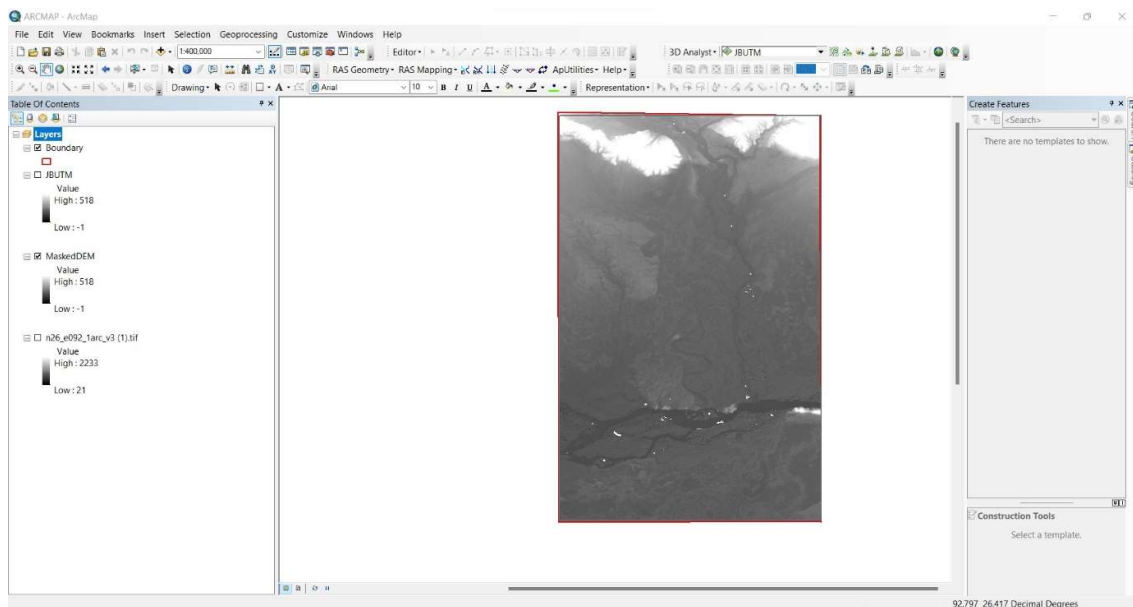 ARCMAP - ArcMap
File Edit View Bookmarks Insert Selection Geoprocessing Customize Windows Help
1:400,000 Editor 3D Analyst JBUTM
RAS Geometry RAS Mapping ApUtilities Help
Drawing A Arial 10 B I U A Representation
Table Of Contents
Layers
Boundary
JBUTM
Value
High : 518
Low : -1
MaskedDEM
Value
High : 518
Low : -1
n26_e092_1arc_v3 (1).tif
Value
High : 2233
Low : 21
Create Features
<Search>
There are no templates to show.
Construction Tools
Select a template.
92.797 26.417 Decimal Degrees